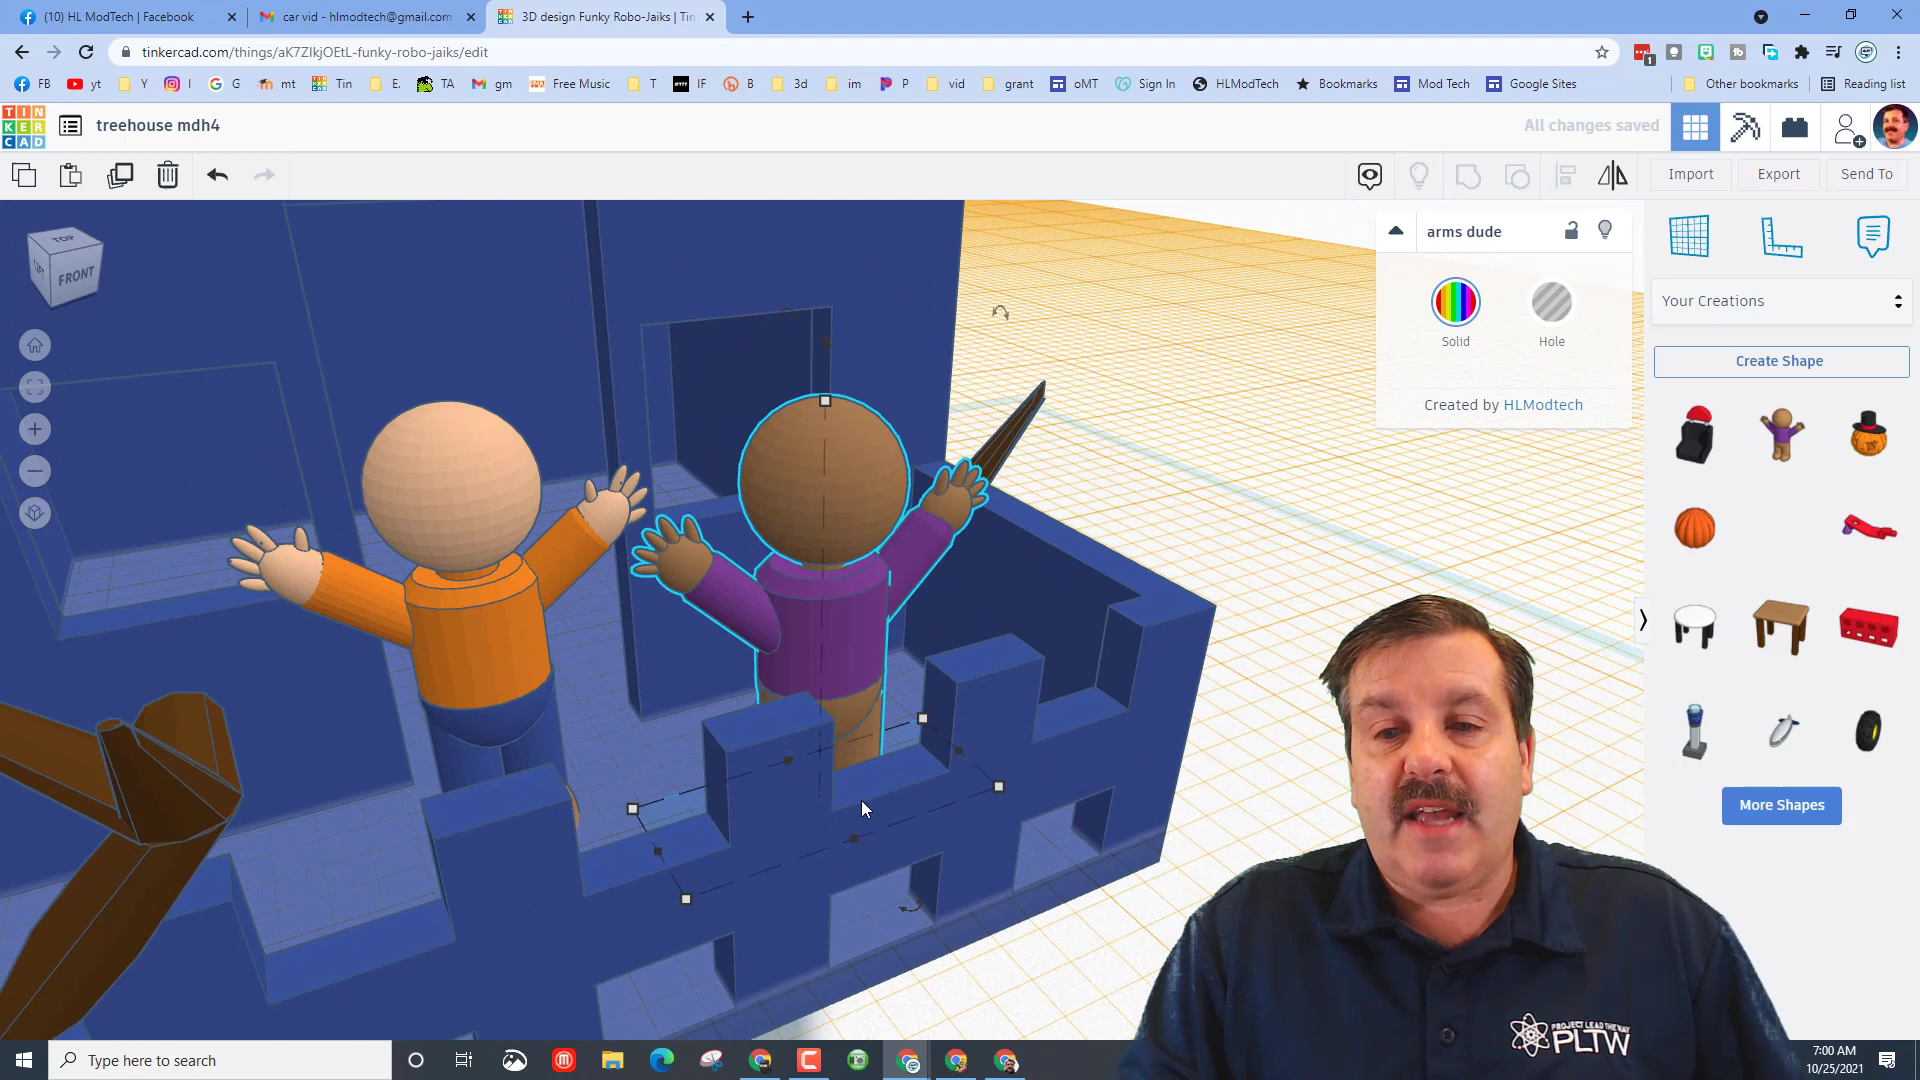 (10) HL ModTech | Facebook
car vid - hlmodtech@gmail.com
3D design Funky Robo-Jaiks | Tin
tinkercad.com/things/aK7ZIkjOEtL-funky-robo-jaiks/edit
FB yt Y I G mt Tin E. TA gm Free Music T IF B 3d im P vid grant oMT Sign In HLModTech Bookmarks Mod Tech Google Sites Other bookmarks Reading list
TIN KER CAD
treehouse mdh4
All changes saved
Import Export Send To
TOP
FRONT
arms dude
Solid Hole
Created by HLModtech
Your Creations
Create Shape
More Shapes
PROJECT LEAD THE WAY
PLTW
Type here to search
7:00 AM
10/25/2021